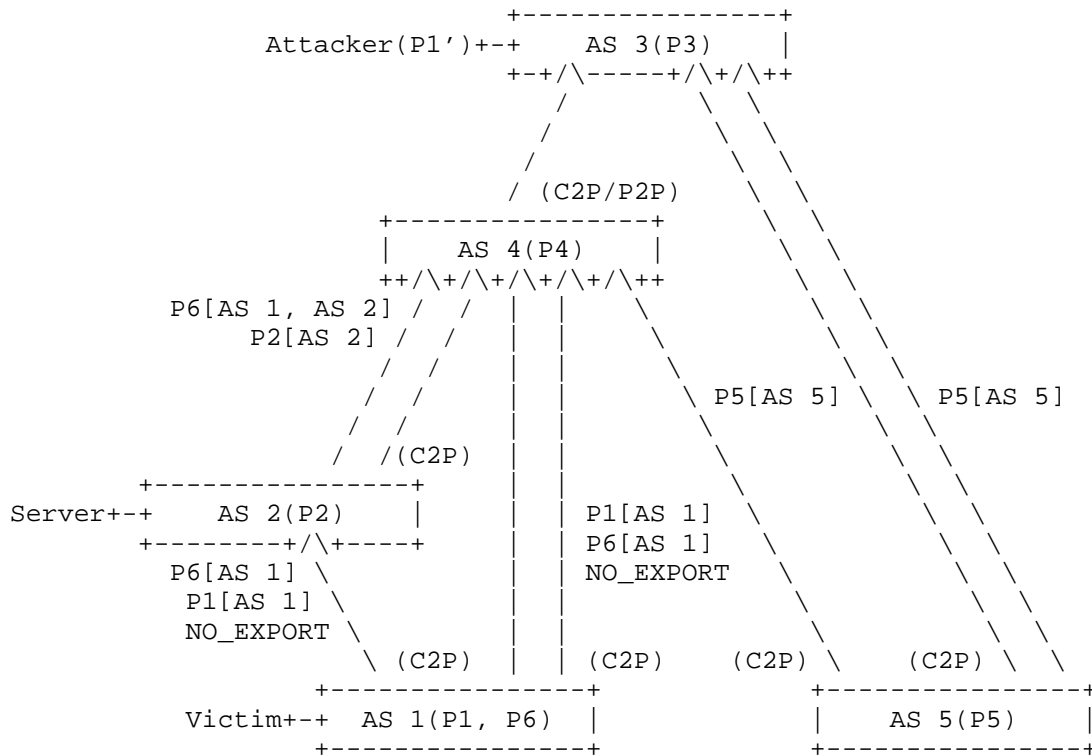 Attacker(P1')+-+ AS 3(P3)
(C2P/P2P)
AS 4(P4)
P6[AS 1, AS 2]
P2[AS 2]
P5[AS 5] P5[AS 5]
(C2P)
Server+-+ AS 2(P2)
P1[AS 1]
P6[AS 1]
NO_EXPORT
P6[AS 1]
P1[AS 1]
NO_EXPORT
(C2P) (C2P) (C2P) (C2P)
Victim+-+ AS 1(P1, P6) AS 5(P5)